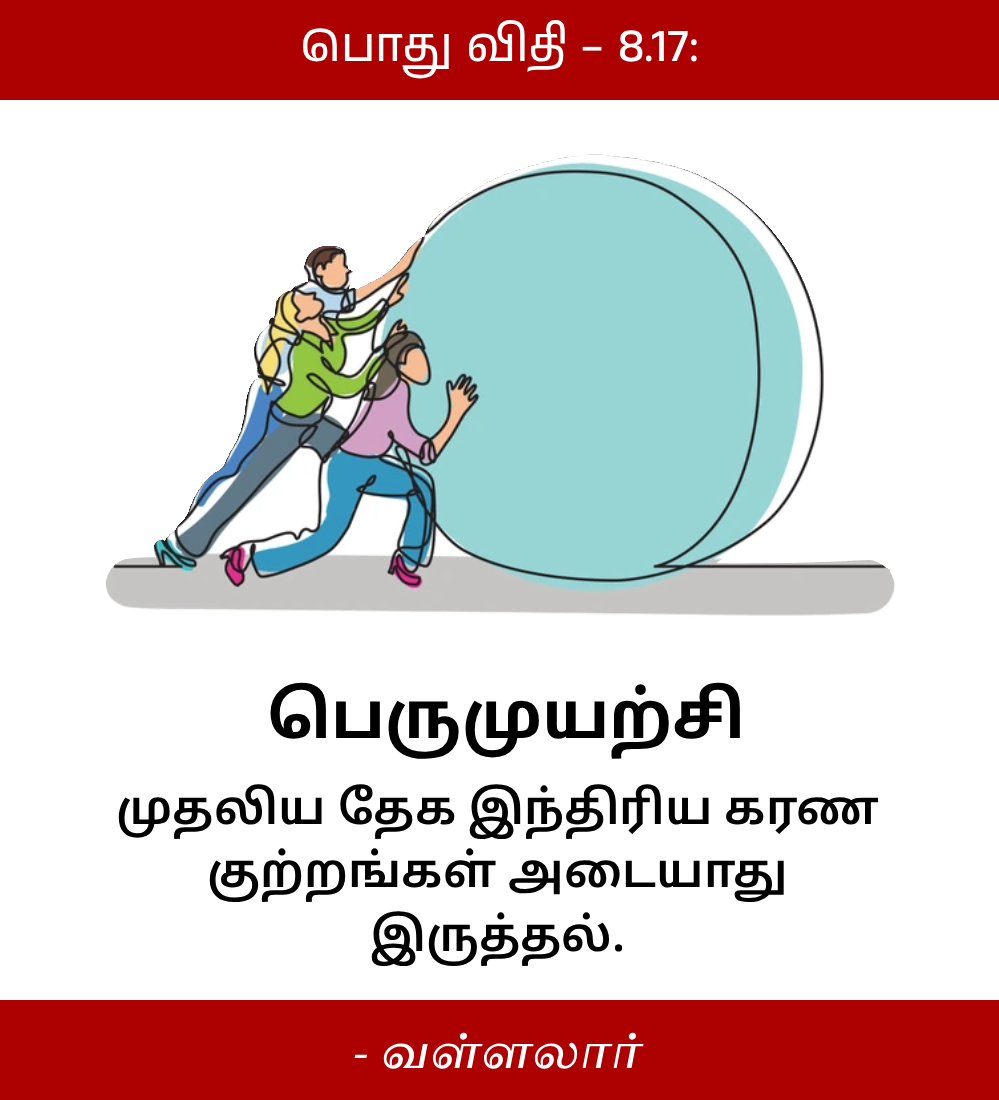 பொது விதி – 8.17:
பெருமுயற்சி
முதலிய தேக இந்திரிய கரண
குற்றங்கள் அடையாது
இருத்தல்.
- வள்ளலார்